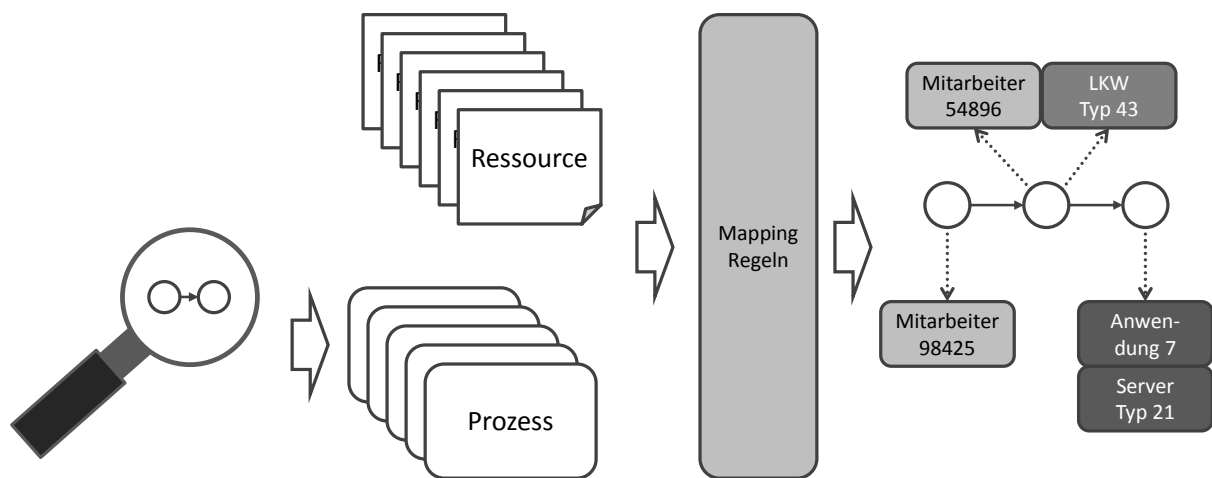 Ressource
Prozess
Mapping
Regeln
Mitarbeiter
54896
LKW
Typ 43
Mitarbeiter
98425
Anwen-
dung 7
Server
Typ 21